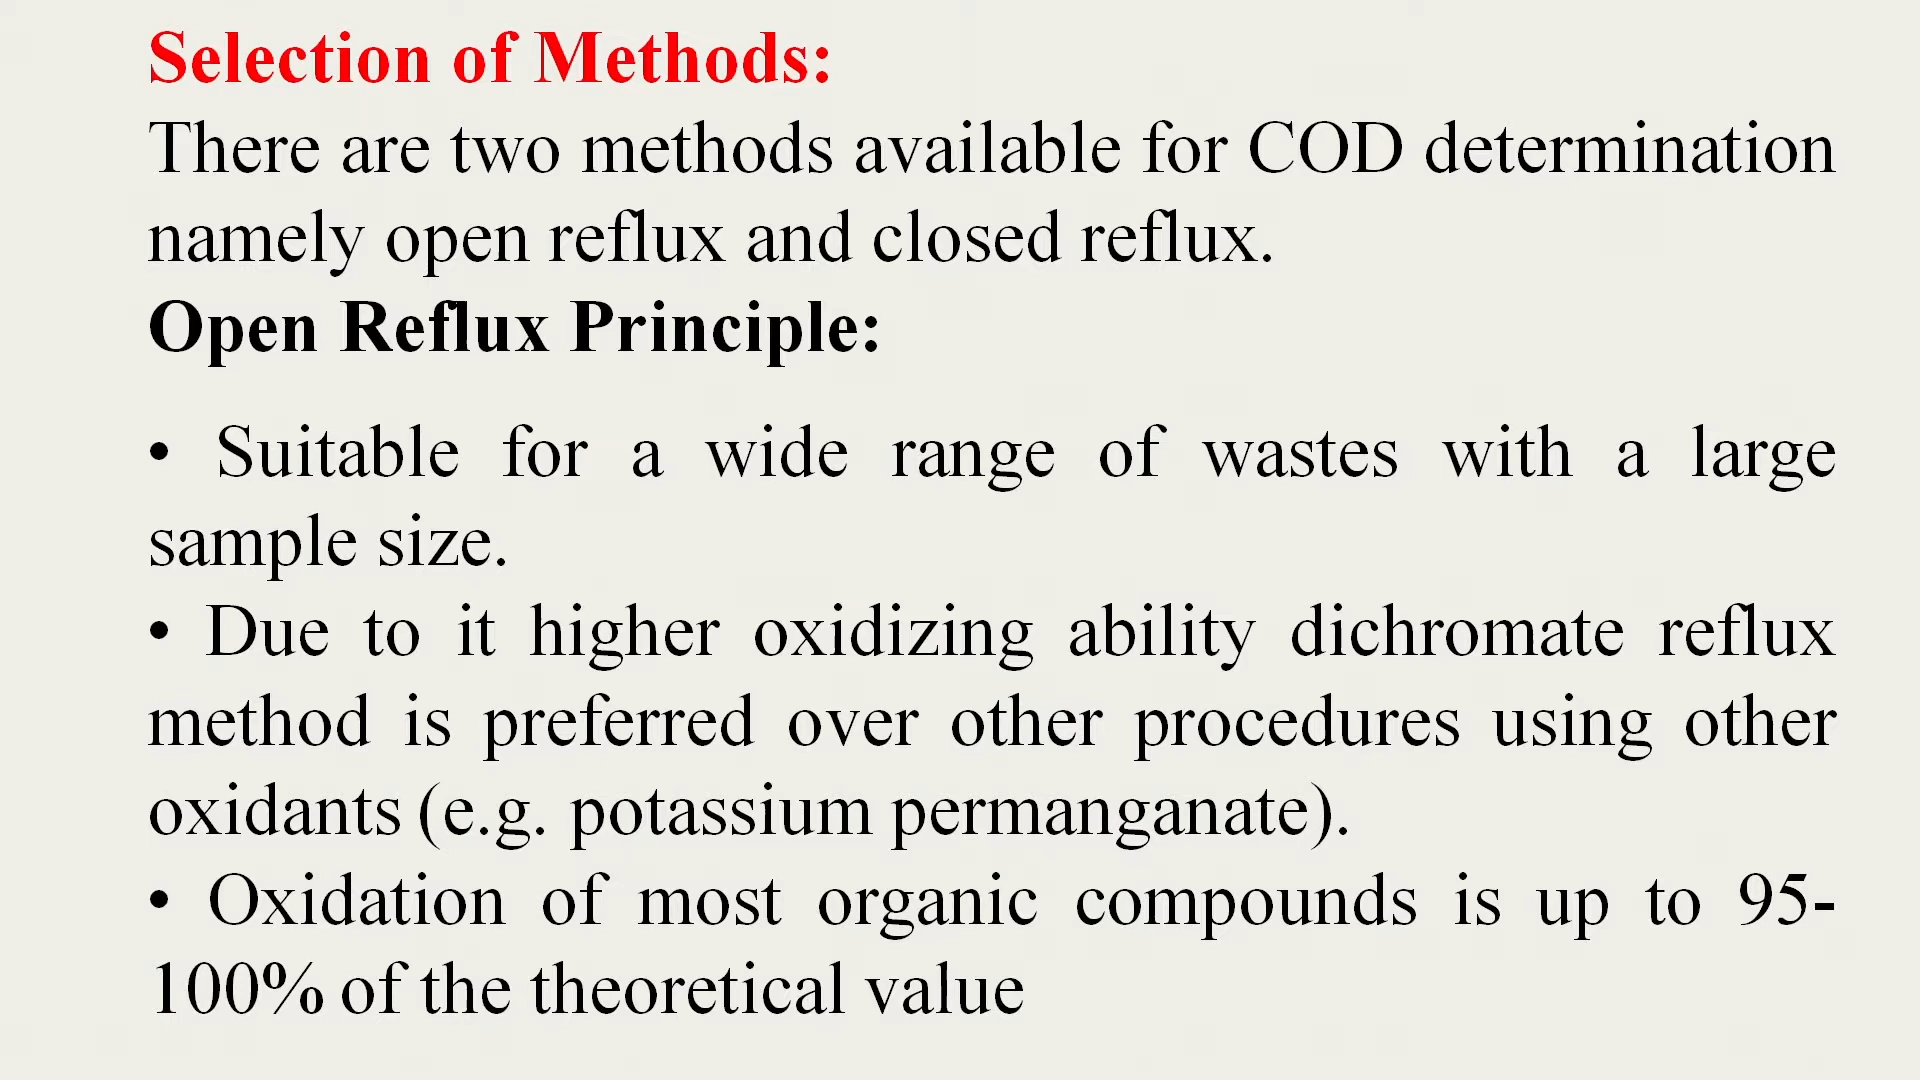 Selection of Methods:
There are two methods available for COD determination
namely open reflux and closed reflux.
Open Reflux Principle:
• Suitable for a wide range of wastes with a large
sample size.
• Due to it higher oxidizing ability dichromate reflux
method is preferred over other procedures using other
oxidants (e.g. potassium permanganate).
• Oxidation of most organic compounds is up to 95-
100% of the theoretical value